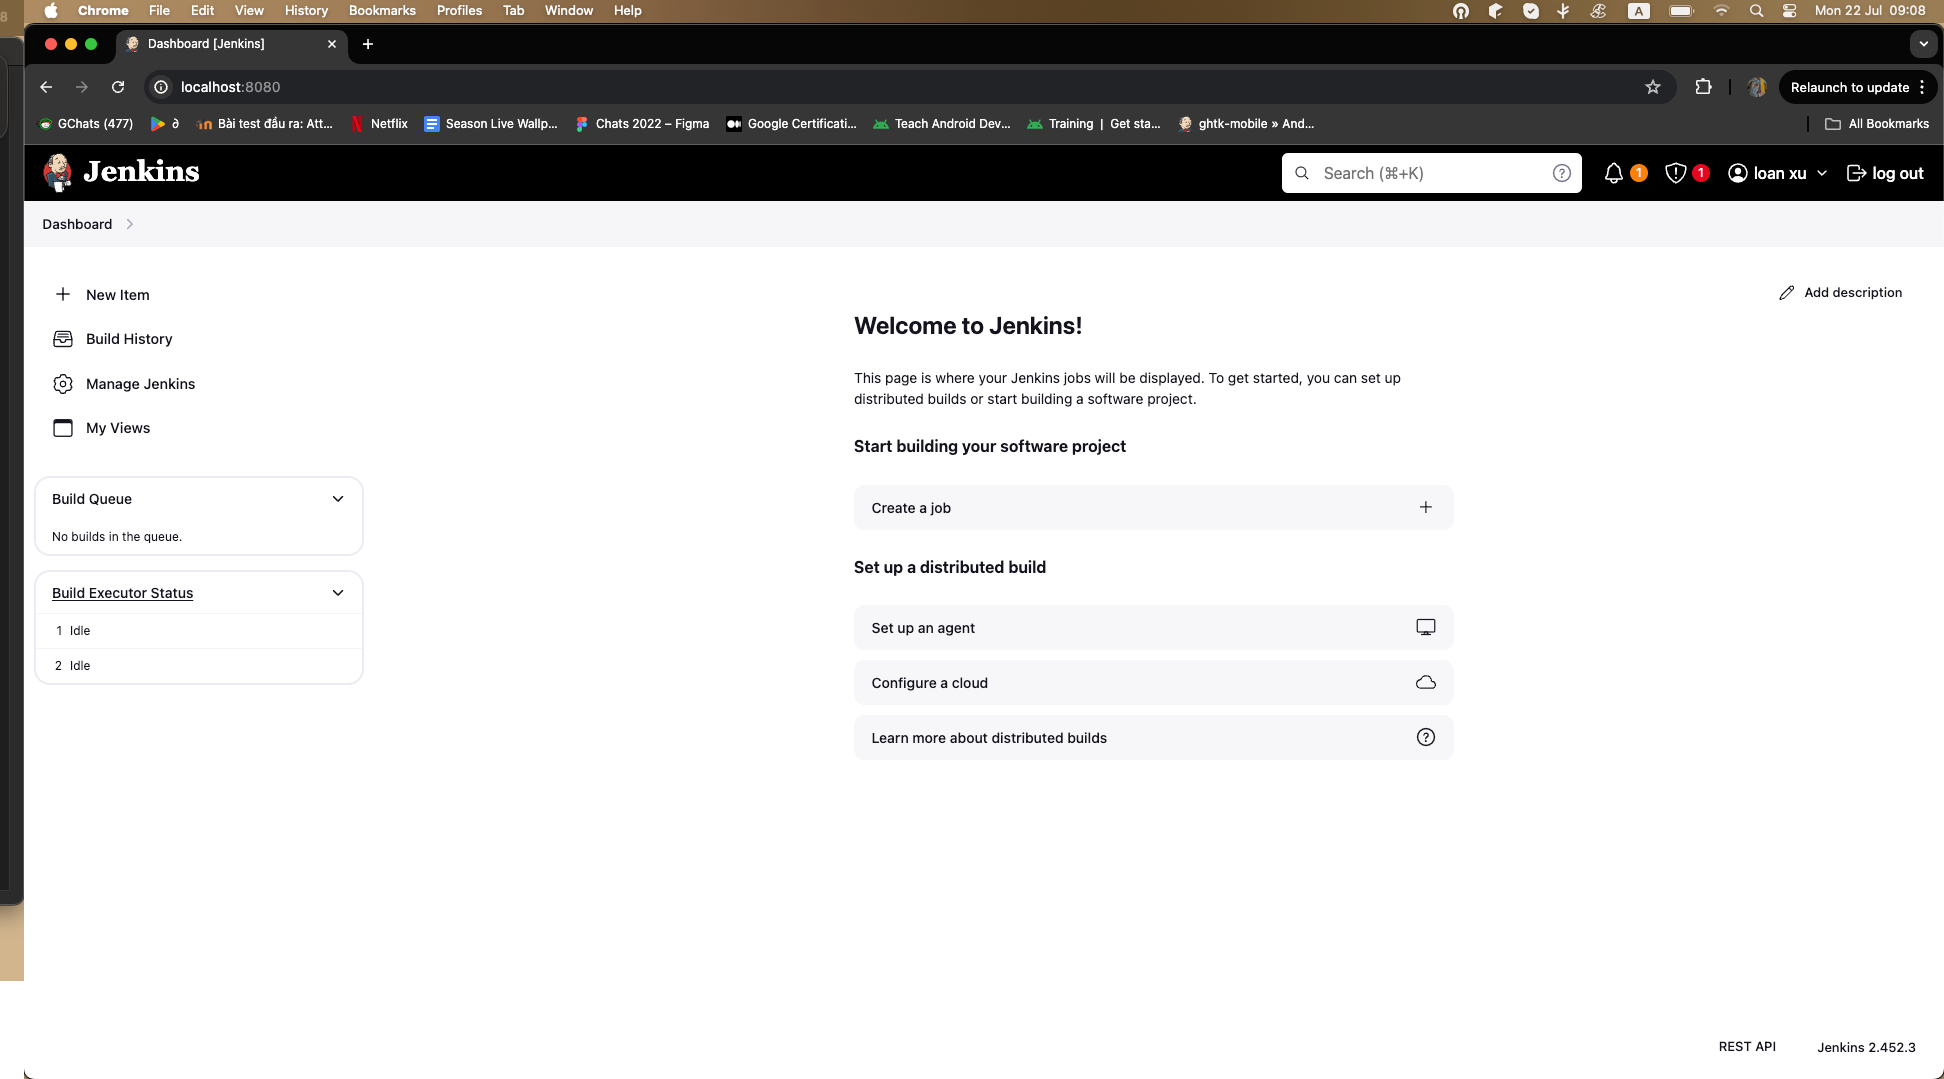 Chrome File Edit View History Bookmarks Profiles Tab Window Help A Mon 22 Jul 09:08
Dashboard [Jenkins]
localhost:8080 Relaunch to update
GChats (477) Bài test đầu ra: Att... Netflix Season Live Wallp... Chats 2022 – Figma Google Certificati... Teach Android Dev... Training | Get sta... ghtk-mobile » And... All Bookmarks
Jenkins Search (⌘+K) 1 1 loan xu log out
Dashboard
New Item
Add description
Build History
Manage Jenkins
My Views
Build Queue
No builds in the queue.
Build Executor Status
1 Idle
2 Idle
Welcome to Jenkins!
This page is where your Jenkins jobs will be displayed. To get started, you can set up
distributed builds or start building a software project.
Start building your software project
Create a job
Set up a distributed build
Set up an agent
Configure a cloud
Learn more about distributed builds
REST API Jenkins 2.452.3